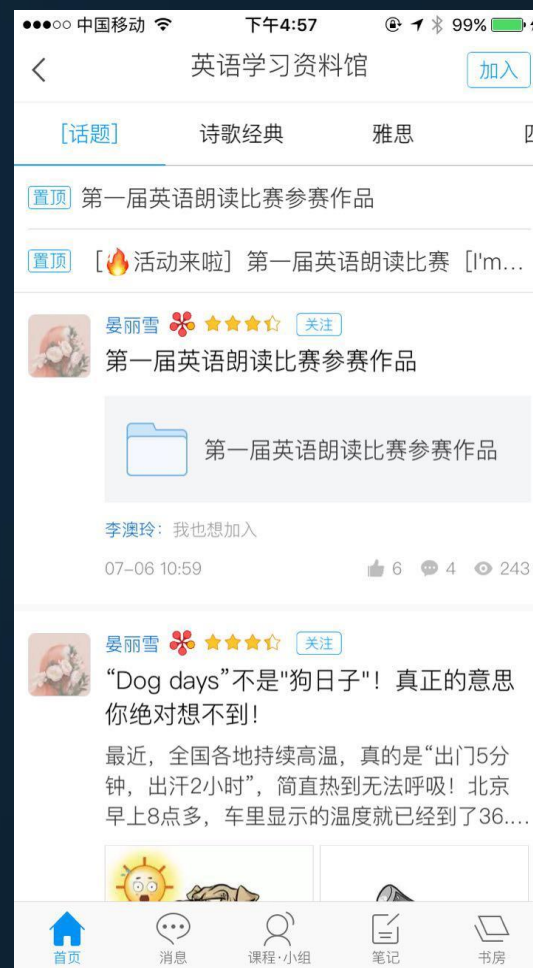 中国移动 下午4:57 99%
英语学习资料馆 加入
[话题] 诗歌经典 雅思
置顶 第一届英语朗读比赛参赛作品
置顶 [🔥活动来啦] 第一届英语朗读比赛 [I'm...
晏丽雪 关注
第一届英语朗读比赛参赛作品
第一届英语朗读比赛参赛作品
李澳玲：我也想加入
07-06 10:59 6 4 243
晏丽雪 关注
“Dog days”不是"狗日子"！真正的意思
你绝对想不到！
最近，全国各地持续高温，真的是“出门5分
钟，出汗2小时”，简直热到无法呼吸！北京
早上8点多，车里显示的温度就已经到了36....
首页 消息 课程·小组 笔记 书房